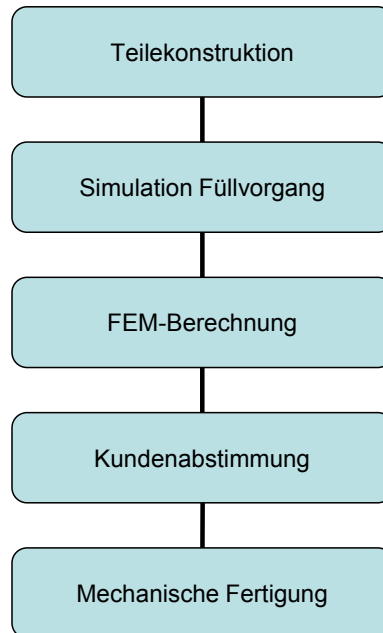 Teilekonstruktion
Simulation Füllvorgang
FEM-Berechnung
Kundenabstimmung
Mechanische Fertigung